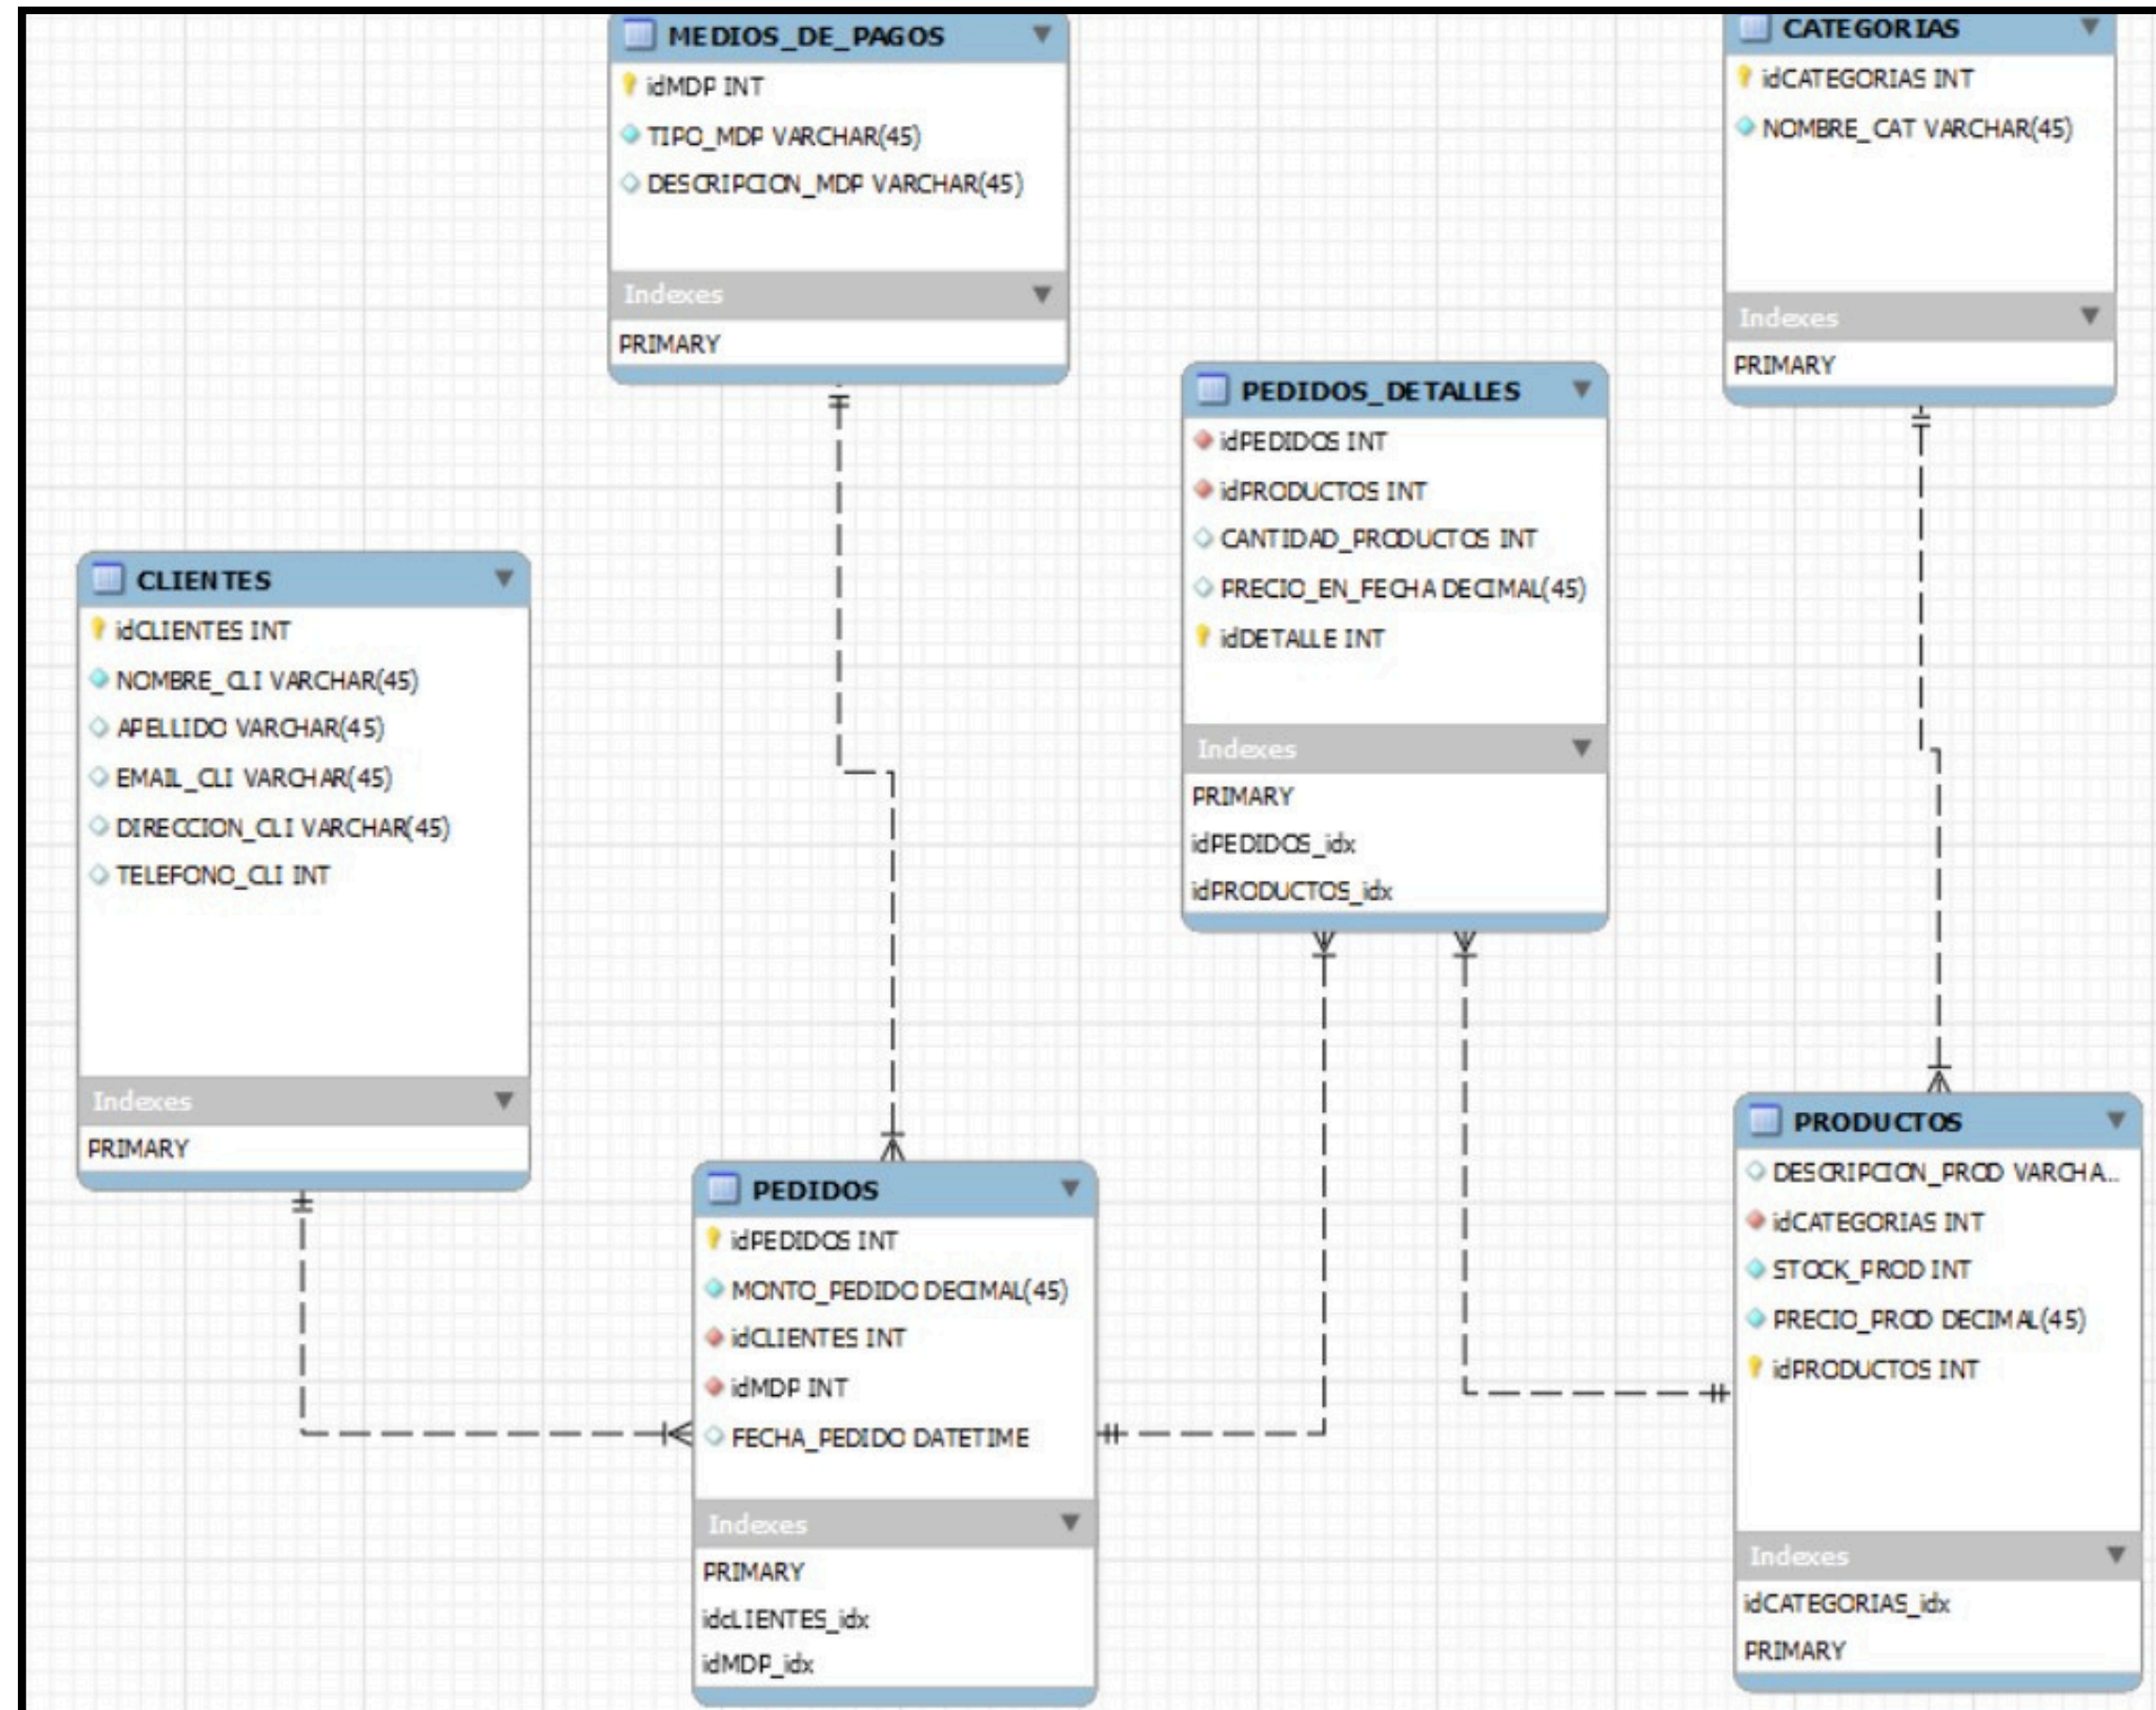 MEDIOS_DE_PAGOS
idMDP INT
TIPO_MDP VARCHAR(45)
DESCRIPCION_MDP VARCHAR(45)
Indexes
PRIMARY
CATEGORIAS
idCATEGORIAS INT
NOMBRE_CAT VARCHAR(45)
Indexes
PRIMARY
PEDIDOS_DETALLES
idPEDIDOS INT
idPRODUCTOS INT
CANTIDAD_PRODUCTOS INT
PRECIO_EN_FECHA DECIMAL(45)
idDETALLE INT
Indexes
PRIMARY
idPEDIDOS_idx
idPRODUCTOS_idx
CLIENTES
idCLIENTES INT
NOMBRE_CLI VARCHAR(45)
APELLIDO VARCHAR(45)
EMAIL_CLI VARCHAR(45)
DIRECCION_CLI VARCHAR(45)
TELEFONO_CLI INT
Indexes
PRIMARY
PEDIDOS
idPEDIDOS INT
MONTO_PEDIDO DECIMAL(45)
idCLIENTES INT
idMDP INT
FECHA_PEDIDO DATETIME
Indexes
PRIMARY
idcLIENTES_idx
idMDP_idx
PRODUCTOS
DESCRIPCION_PROD VARCHA...
idCATEGORIAS INT
STOCK_PROD INT
PRECIO_PROD DECIMAL(45)
idPRODUCTOS INT
Indexes
idCATEGORIAS_idx
PRIMARY